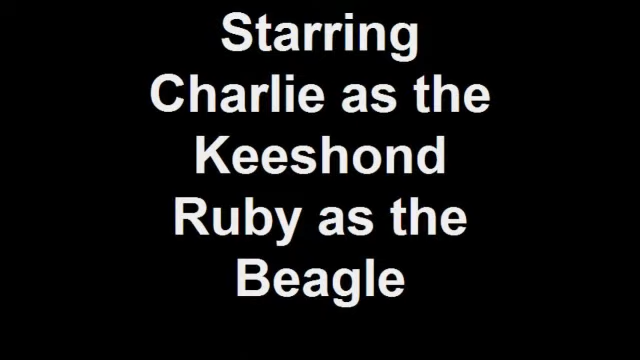 Starring
Charlie as the
Keeshond
Ruby as the
Beagle